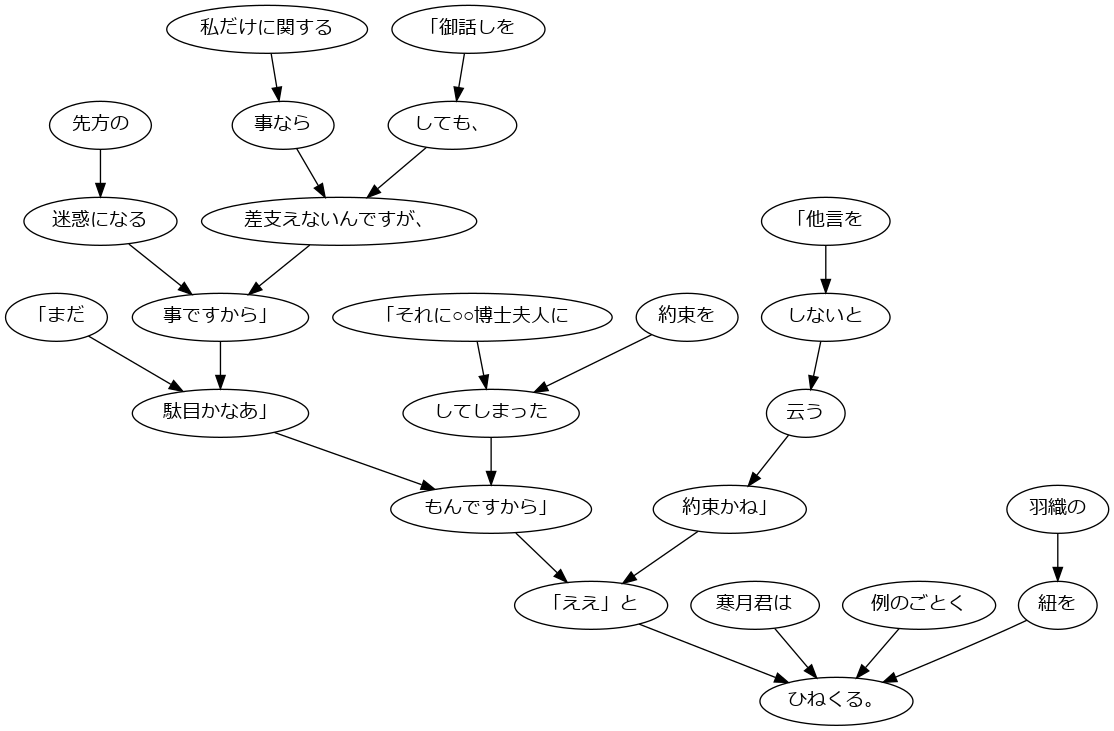 私だけに関する
「御話しを
先方の
事なら
しても、
迷惑になる
差支えないんですが、
「他言を
「まだ
事ですから」
「それに○○博士夫人に
約束を
しないと
駄目かなあ」
してしまった
云う
もんですから」
約束かね」
羽織の
「ええ」と
寒月君は
例のごとく
紐を
ひねくる。